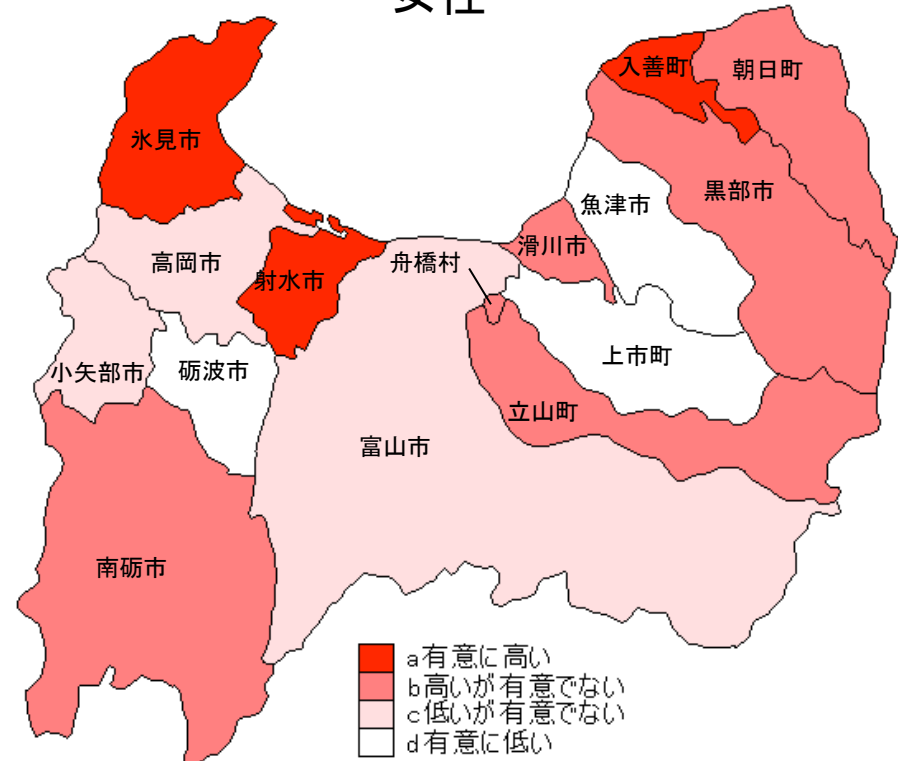 女性
入善町
朝日町
氷見市
黒部市
魚津市
滑川市
舟橋村
高岡市
射水市
上市町
小矢部市
砺波市
立山町
富山市
南砺市
a有意に高い
b高いが有意でない
c低いが有意でない
d有意に低い